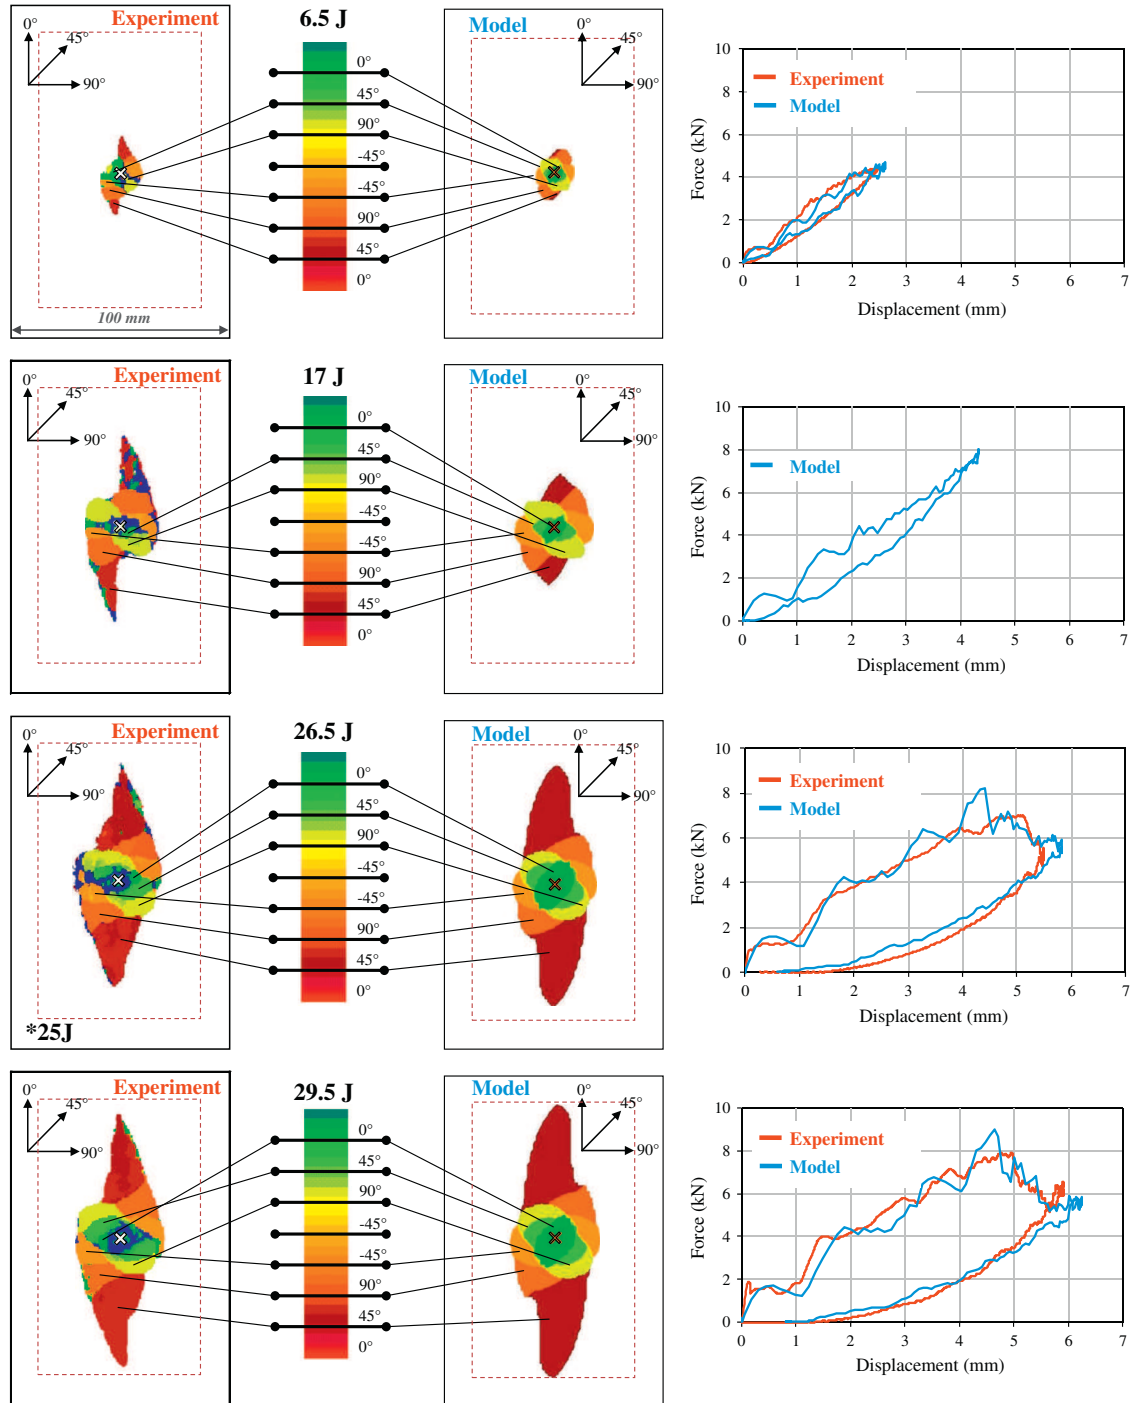 Experiment
6.5 J
Model
0°
45°
90°
0°
45°
90°
-45°
-45°
90°
45°
0°
0°
45°
90°
100 mm
10
8
6
4
2
0
Experiment
Model
Force (kN)
0 1 2 3 4 5 6 7
Displacement (mm)
Experiment
17 J
Model
0°
45°
90°
0°
45°
90°
-45°
-45°
90°
45°
0°
0°
45°
90°
10
8
6
4
2
0
Model
Force (kN)
0 1 2 3 4 5 6 7
Displacement (mm)
Experiment
26.5 J
Model
0°
45°
90°
0°
45°
90°
-45°
-45°
90°
45°
0°
0°
45°
90°
*25J
10
8
6
4
2
0
Experiment
Model
Force (kN)
0 1 2 3 4 5 6 7
Displacement (mm)
Experiment
29.5 J
Model
0°
45°
90°
0°
45°
90°
-45°
-45°
90°
45°
0°
0°
45°
90°
10
8
6
4
2
0
Experiment
Model
Force (kN)
0 1 2 3 4 5 6 7
Displacement (mm)